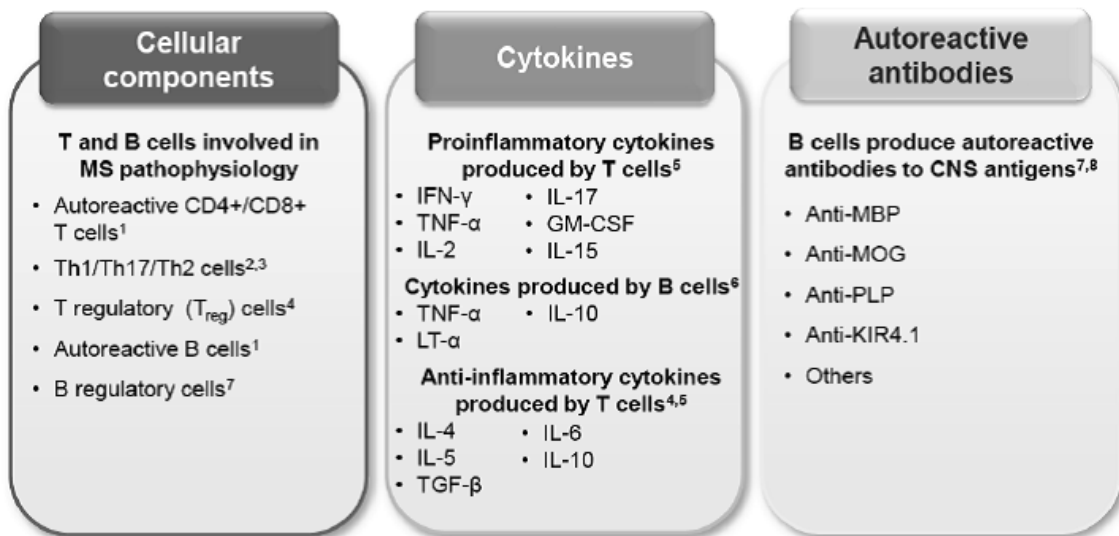 Cellular
components
T and B cells involved in
MS pathophysiology
• Autoreactive CD4+/CD8+
T cells¹
• Th1/Th17/Th2 cells²,³
• T regulatory (Treg) cells⁴
• Autoreactive B cells¹
• B regulatory cells⁷
Cytokines
Proinflammatory cytokines
produced by T cells⁵
• IFN-γ • IL-17
• TNF-α • GM-CSF
• IL-2 • IL-15
Cytokines produced by B cells⁶
• TNF-α • IL-10
• LT-α
Anti-inflammatory cytokines
produced by T cells⁴,⁵
• IL-4 • IL-6
• IL-5 • IL-10
• TGF-β
Autoreactive
antibodies
B cells produce autoreactive
antibodies to CNS antigens⁷,⁸
• Anti-MBP
• Anti-MOG
• Anti-PLP
• Anti-KIR4.1
• Others